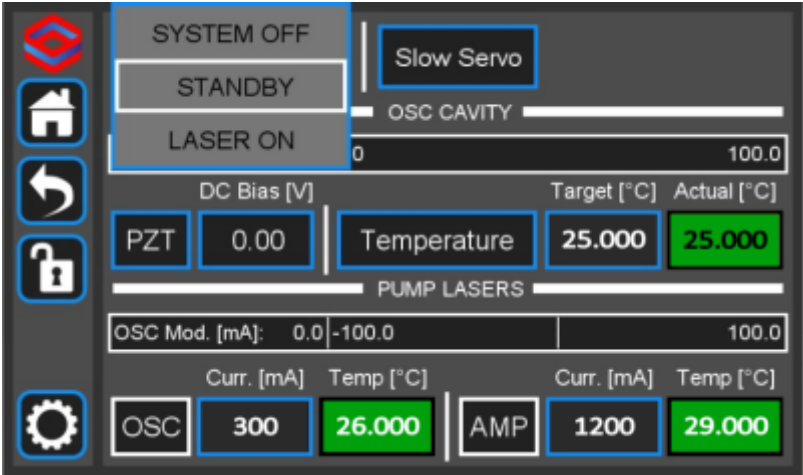 SYSTEM OFF
STANDBY
LASER ON
Slow Servo
OSC CAVITY
0 100.0
DC Bias [V] Target [°C] Actual [°C]
PZT 0.00 Temperature 25.000 25.000
PUMP LASERS
OSC Mod. [mA]: 0.0 -100.0 100.0
Curr. [mA] Temp [°C] Curr. [mA] Temp [°C]
OSC 300 26.000 AMP 1200 29.000